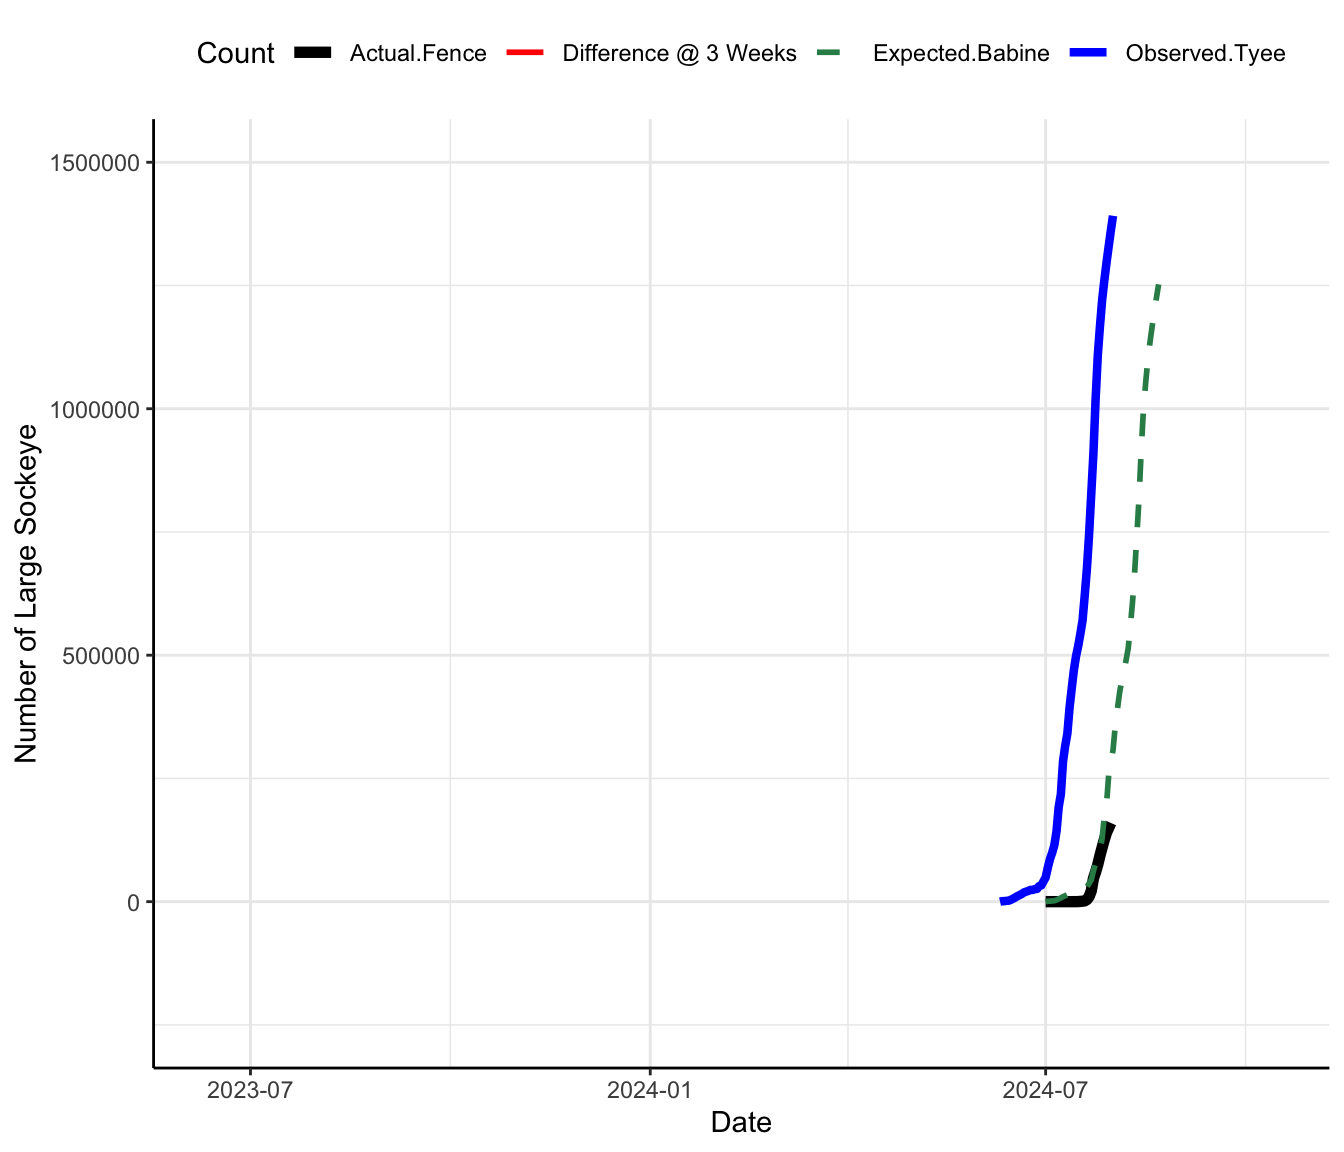 Count Actual.Fence Difference @ 3 Weeks Expected.Babine Observed.Tyee
1500000
1000000
500000
0
Number of Large Sockeye
2023-07 2024-01 2024-07
Date